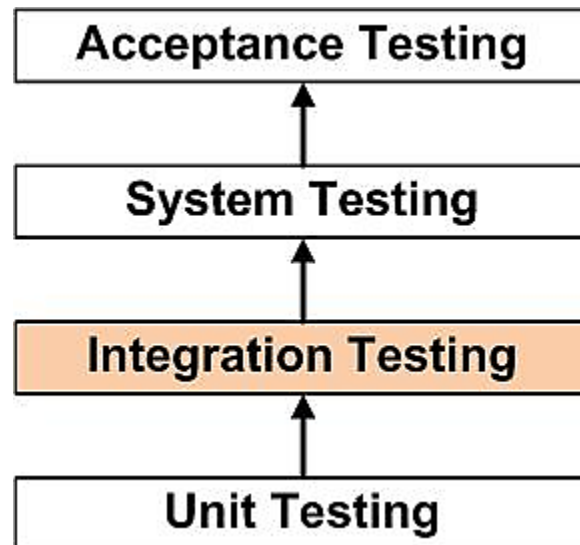 Acceptance Testing
System Testing
Integration Testing
Unit Testing